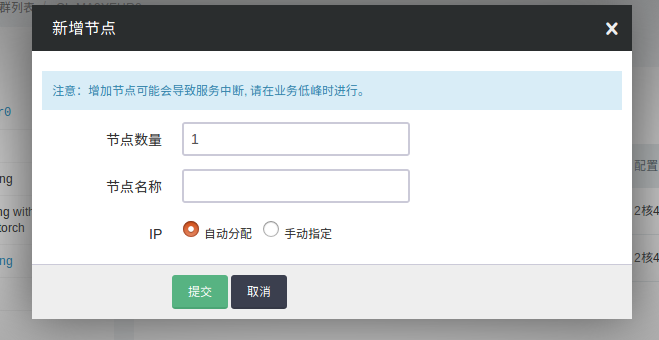 群列表
新增节点
注意：增加节点可能会导致服务中断, 请在业务低峰时进行。
r0
节点数量 1
配置
ng
节点名称
ng with
2核4
torch
IP 自动分配 手动指定
ng
2核4
提交 取消